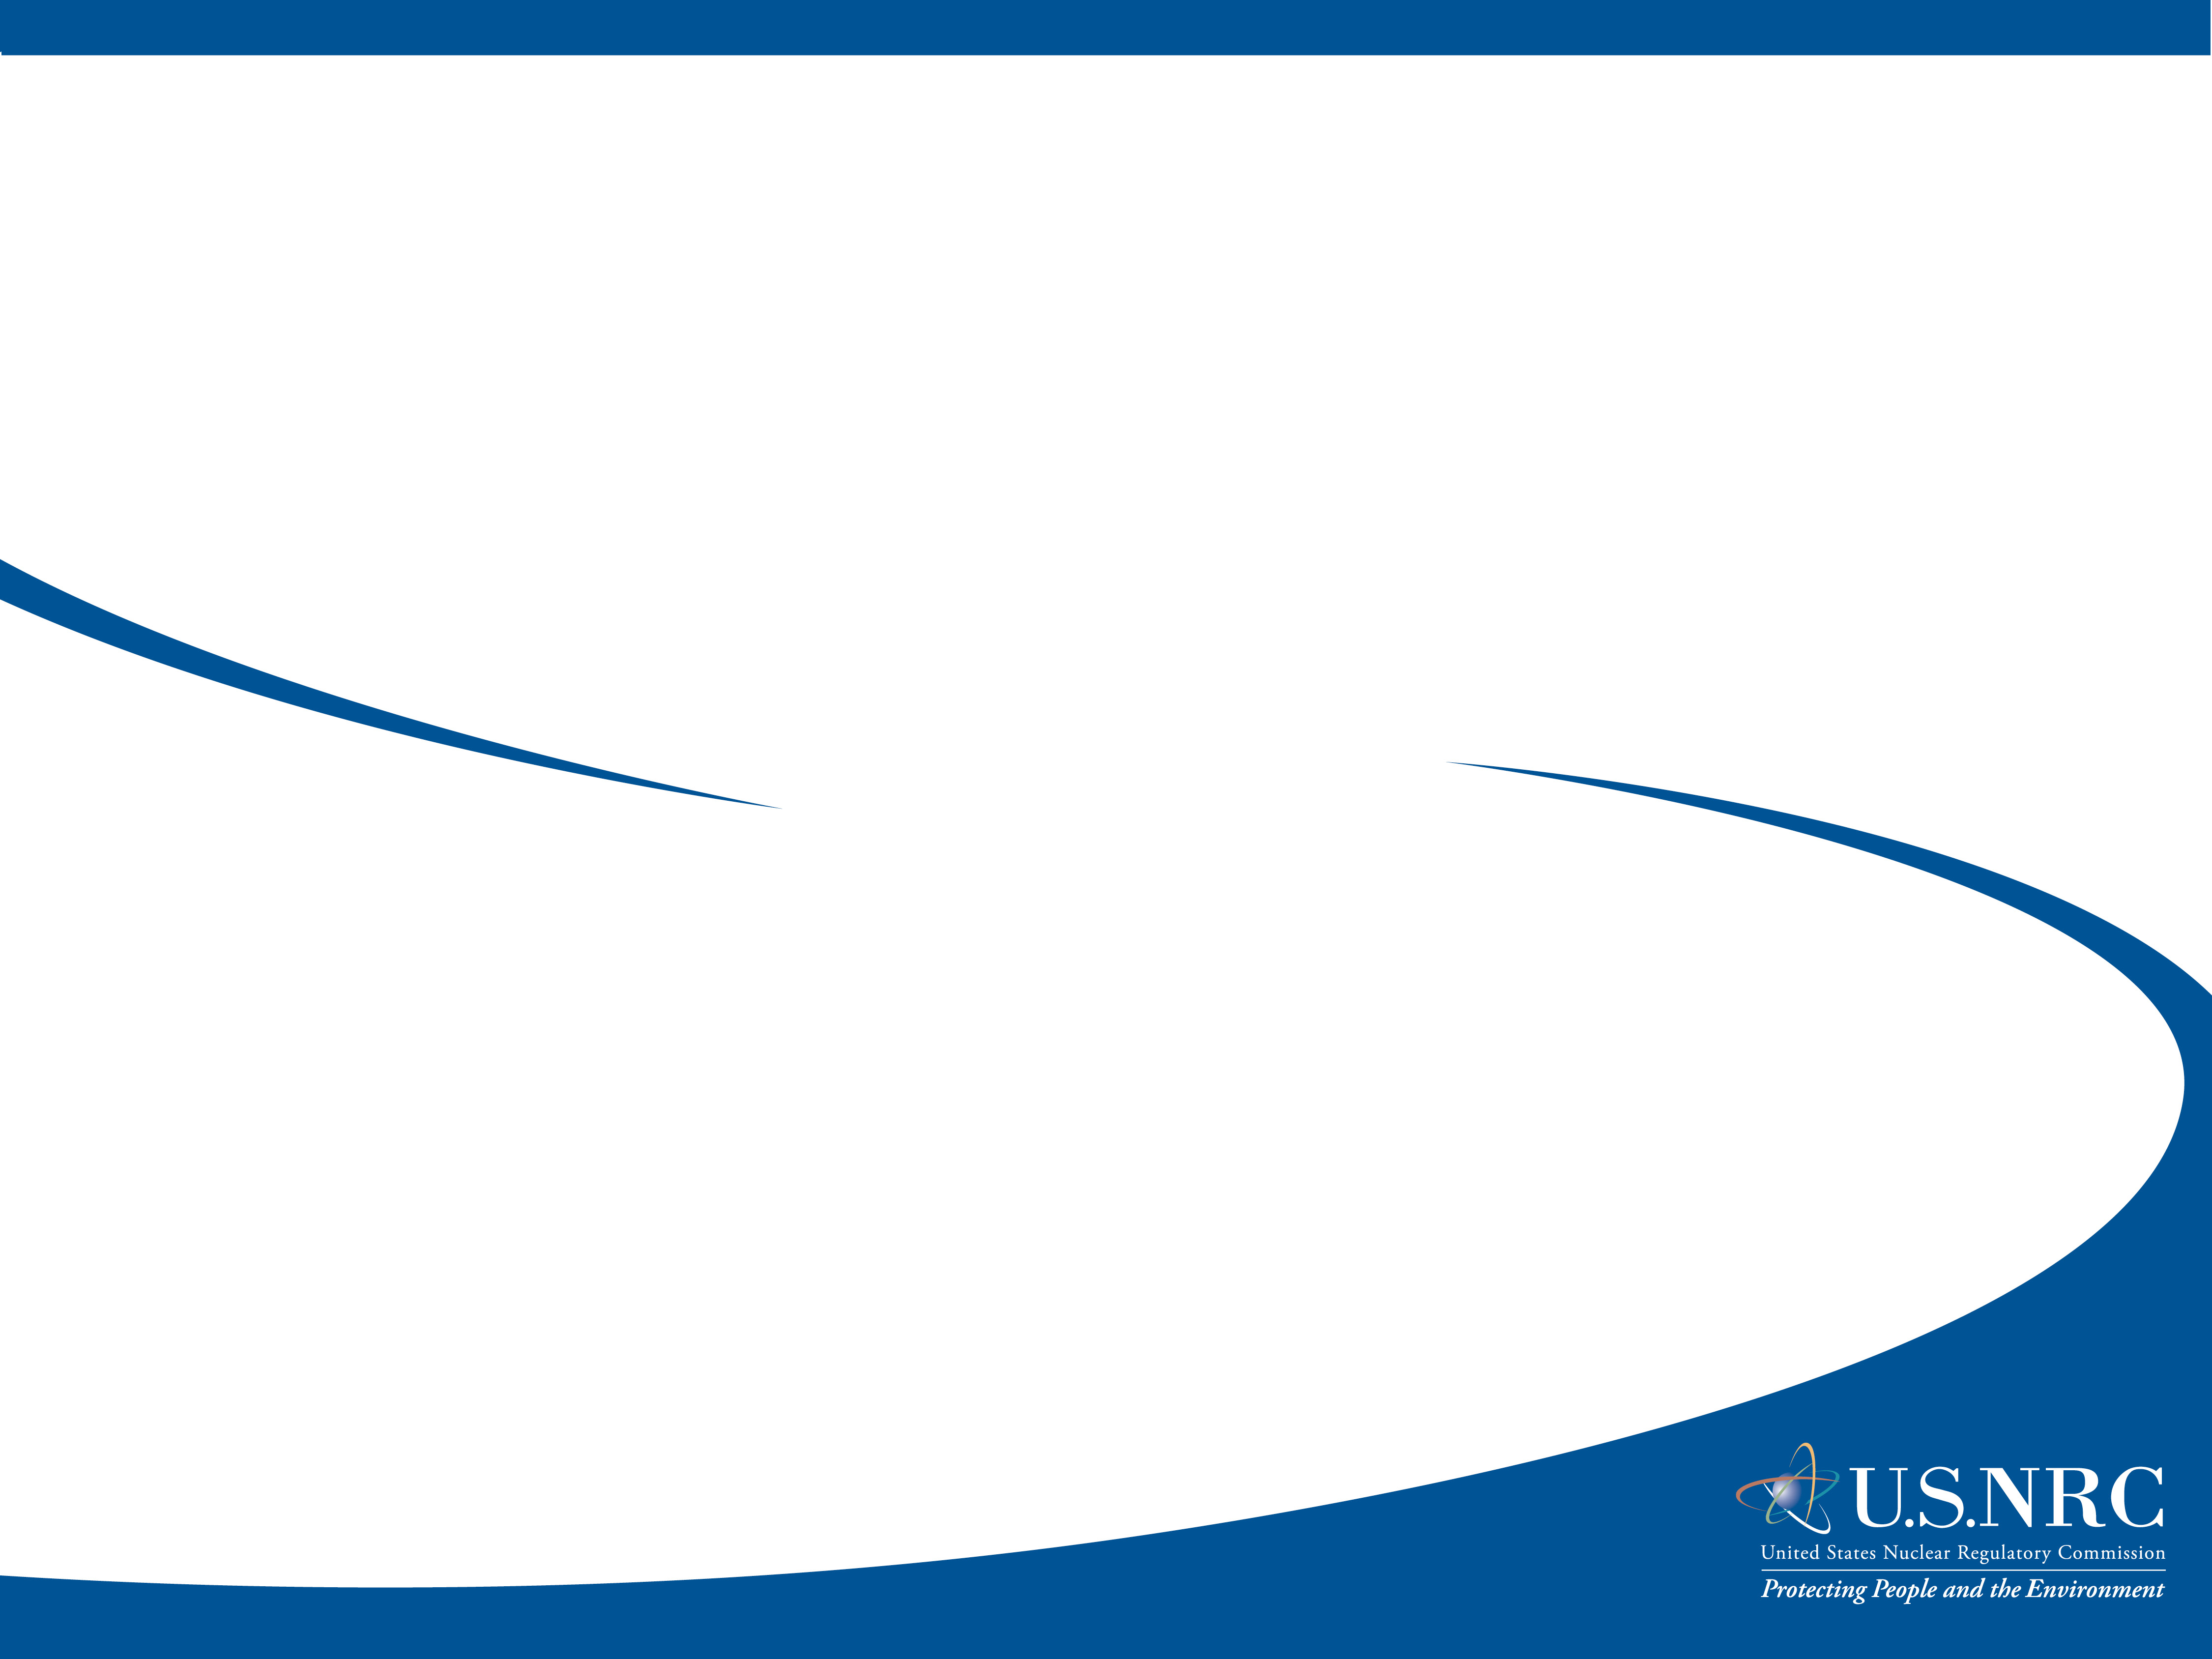 U.S.NRC
United States Nuclear Regulatory Commission
Protecting People and the Environment